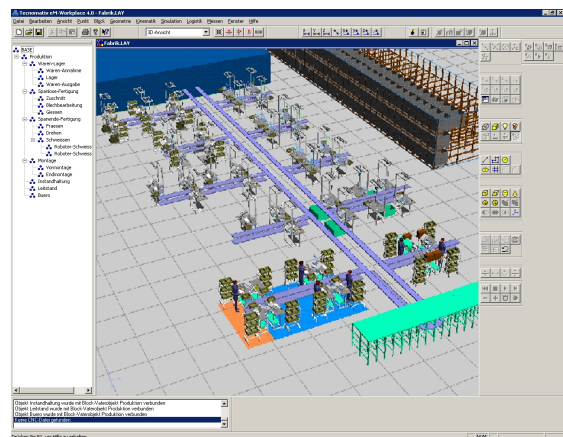 Tecnomatix eM-Workplace 4.0 - Fabrik.LAY
Datei Bearbeiten Ansicht Punkt Block Geometrie Kinematik Simulation Logistik Messen Fenster Hilfe
3D-Ansicht
Fabrik.LAY
BASE
Produktion
Waren-Lager
Waren-Annahme
Lager
Waren-Ausgabe
Spanlose-Fertigung
Zuschnitt
Blechbearbeitung
Giessen
Spanende-Fertigung
Fraesen
Drehen
Schweissen
Roboter-Schweiss
Roboter-Schweiss
Montage
Vormontage
Endmontage
Instandhaltung
Leitstand
Buero
Objekt Instandhaltung wurde mit Block-Vaterobjekt Produktion verbunden
Objekt Leitstand wurde mit Block-Vaterobjekt Produktion verbunden
Objekt Buero wurde mit Block-Vaterobjekt Produktion verbunden
Keine CNC-Datei gefunden